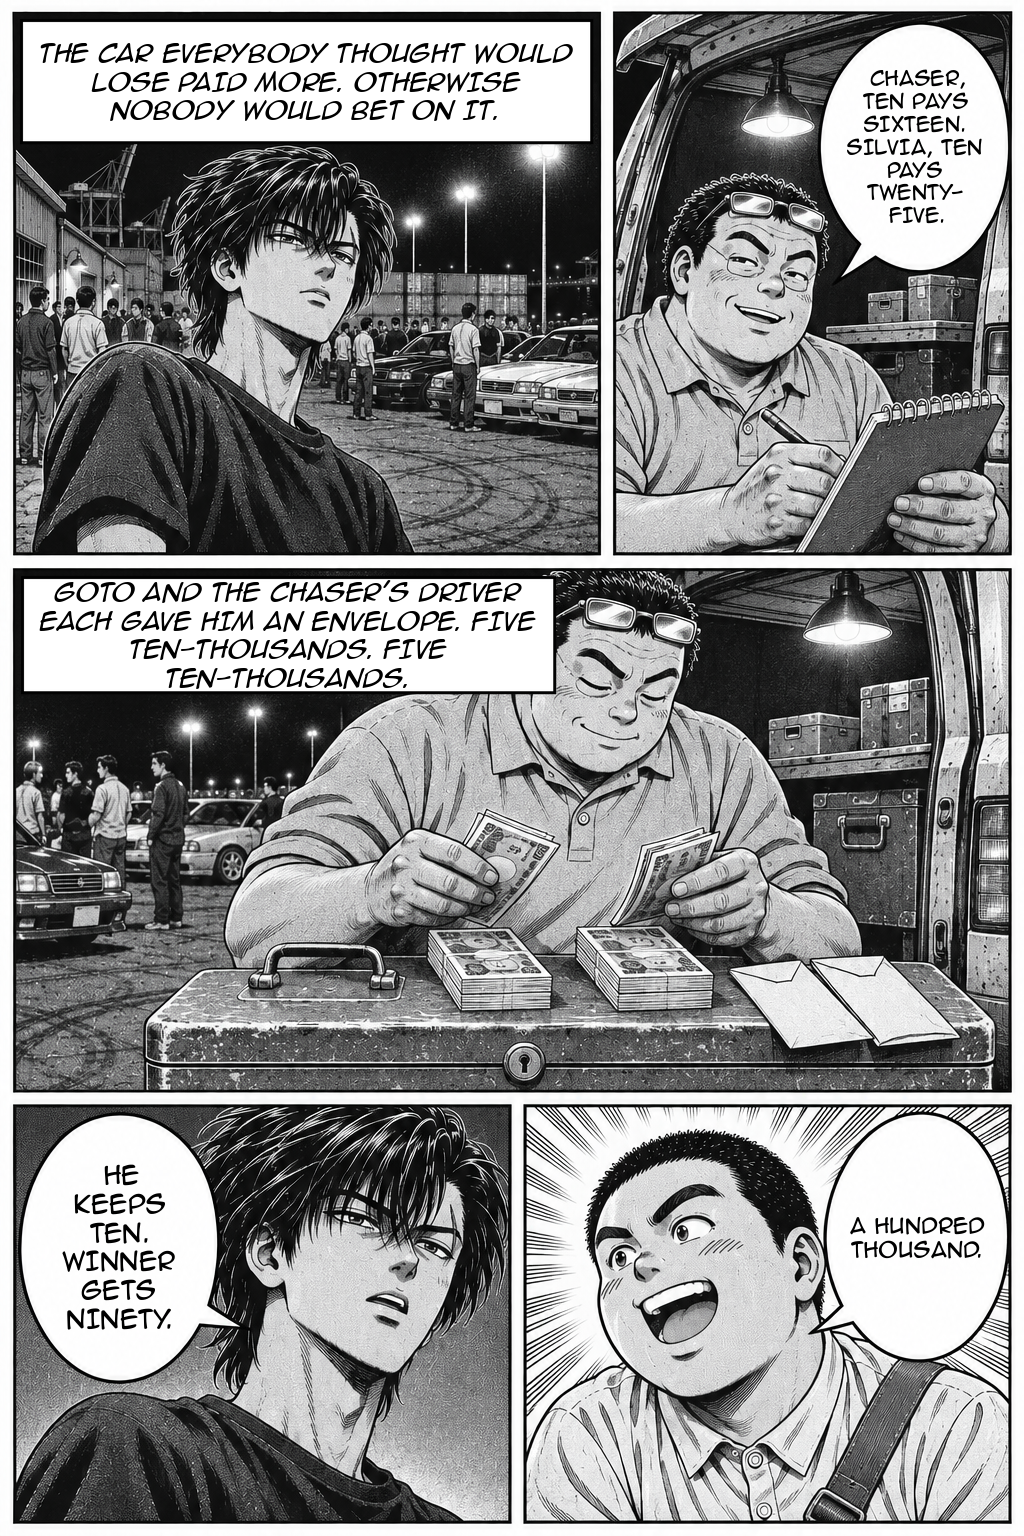 THE CAR EVERYBODY THOUGHT WOULD
LOSE PAID MORE. OTHERWISE
NOBODY WOULD BET ON IT.
CHASER,
TEN PAYS
SIXTEEN.
SILVIA, TEN
PAYS
TWENTY-
FIVE.
GOTO AND THE CHASER'S DRIVER
EACH GAVE HIM AN ENVELOPE. FIVE
TEN-THOUSANDS. FIVE
TEN-THOUSANDS.
HE
KEEPS
TEN.
WINNER
GETS
NINETY.
A HUNDRED
THOUSAND.